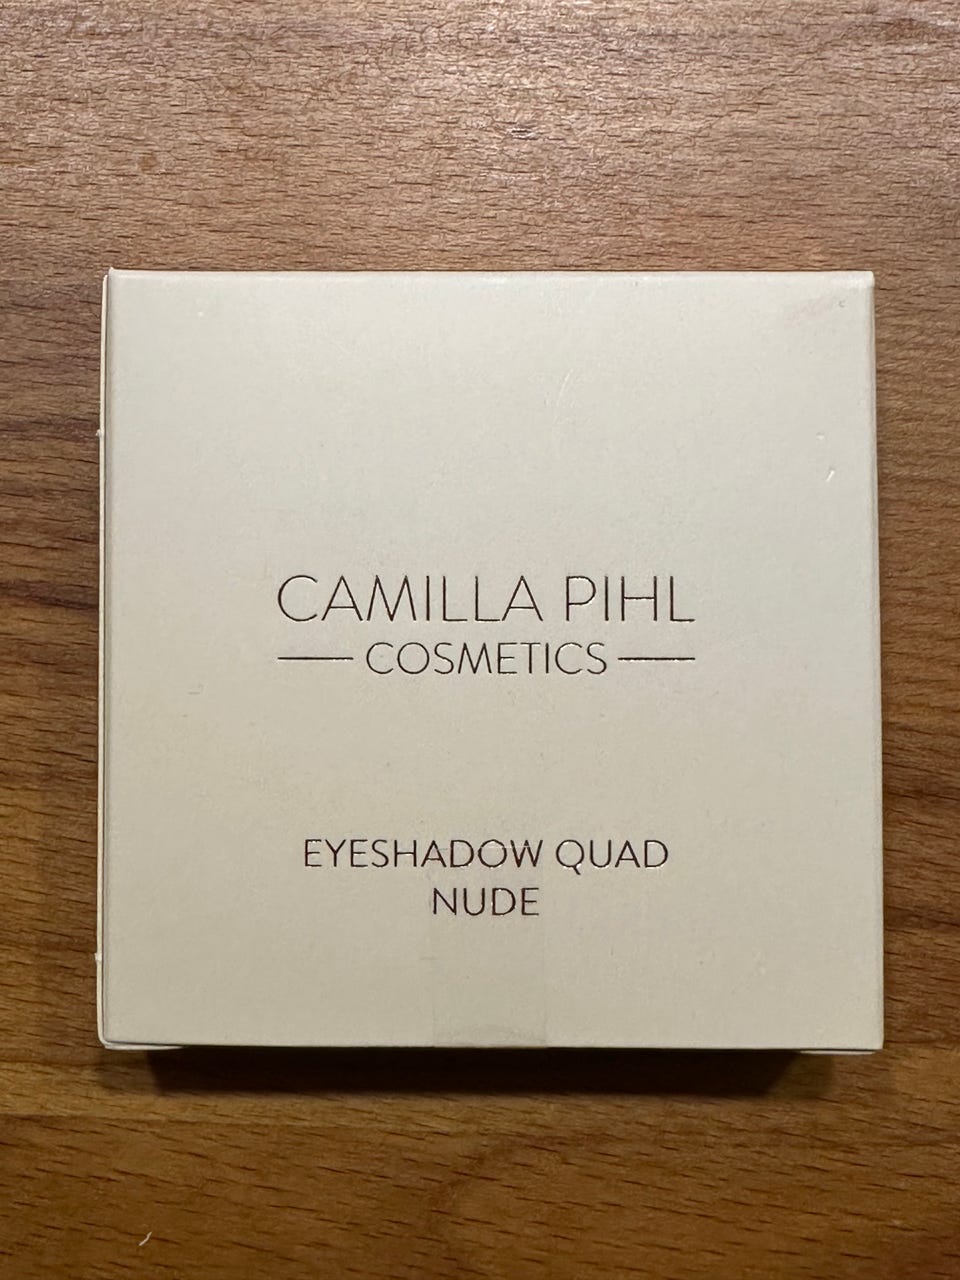 CAMILLA PIHL
COSMETICS
EYESHADOW QUAD
NUDE